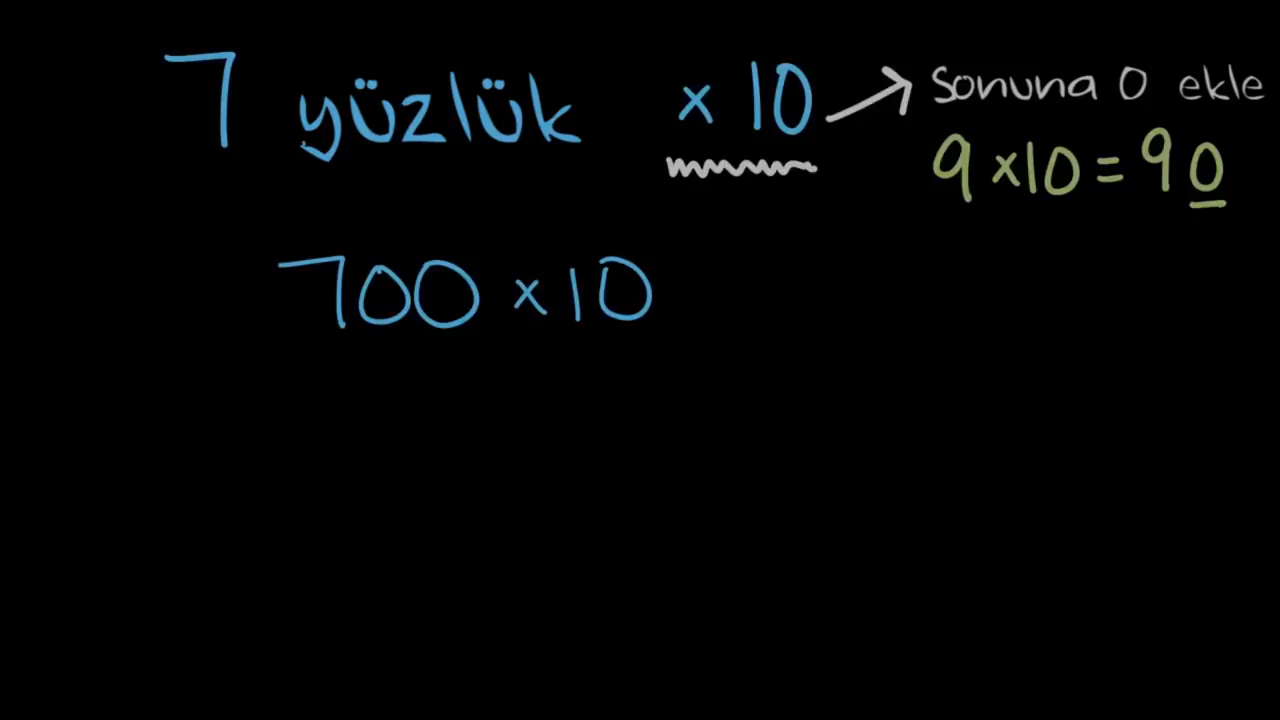 7 yüzlük x 10 → Sonuna 0 ekle
9 x 10 = 90
700 x 10